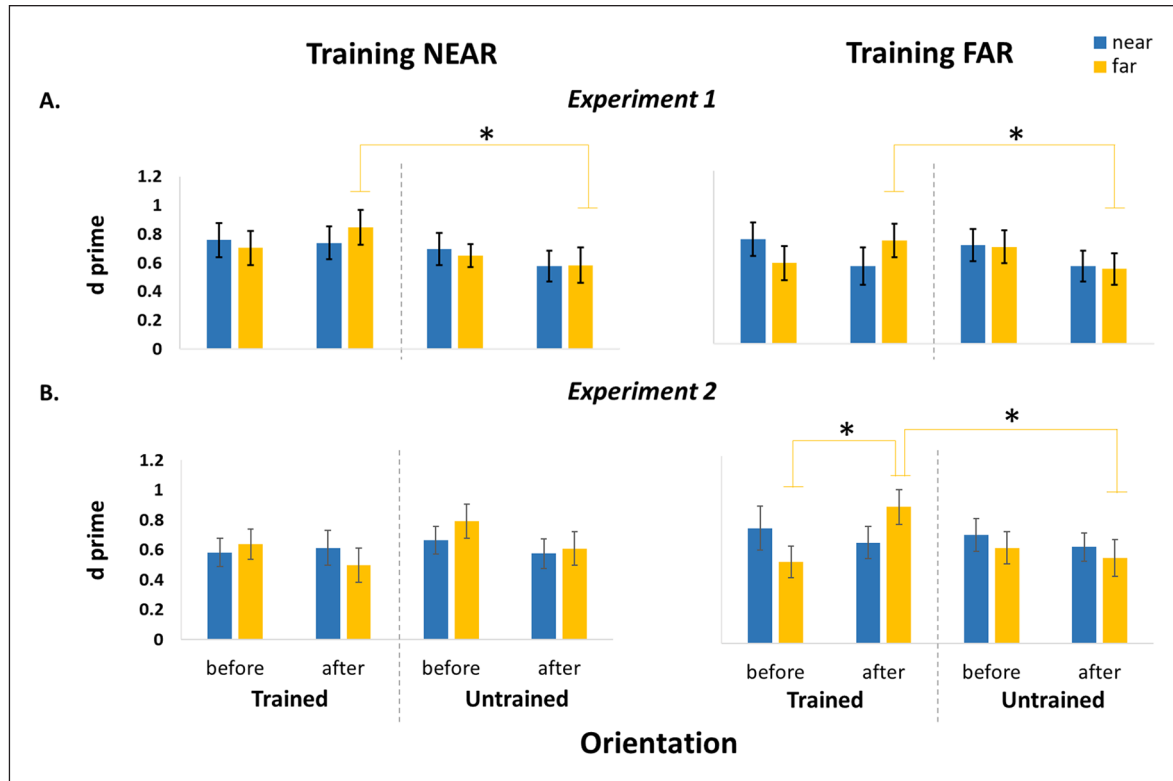 Training NEAR
Training FAR
near
far
A.
Experiment 1
*
*
1.2
1
0.8
0.6
0.4
0.2
0
d prime
B.
Experiment 2
*
*
1.2
1
0.8
0.6
0.4
0.2
0
d prime
before after before after
Trained Untrained
before after before after
Trained Untrained
Orientation